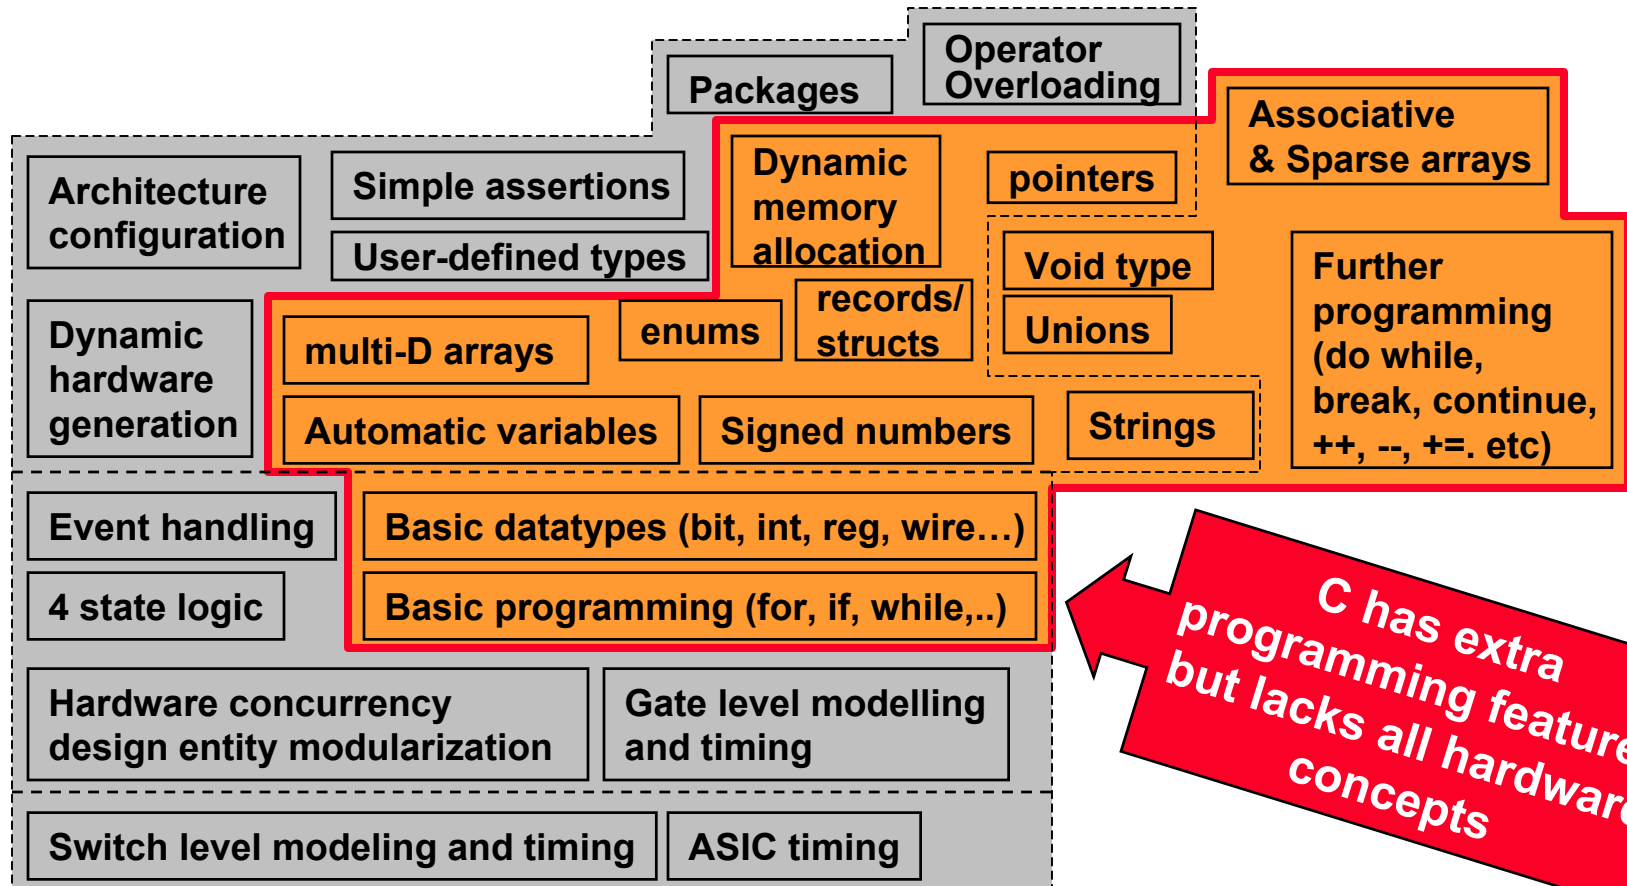 Operator
Overloading
Packages
Associative
& Sparse arrays
Architecture
configuration
Simple assertions
User-defined types
Dynamic
memory
allocation
pointers
Void type
Unions
Further
programming
(do while,
break, continue,
++, --, +=. etc)
Dynamic
hardware
generation
multi-D arrays
enums
records/
structs
Automatic variables
Signed numbers
Strings
Event handling
Basic datatypes (bit, int, reg, wire…)
4 state logic
Basic programming (for, if, while,..)
Hardware concurrency
design entity modularization
Gate level modelling
and timing
Switch level modeling and timing
ASIC timing
C has extra
programming feature
but lacks all hardware
concepts